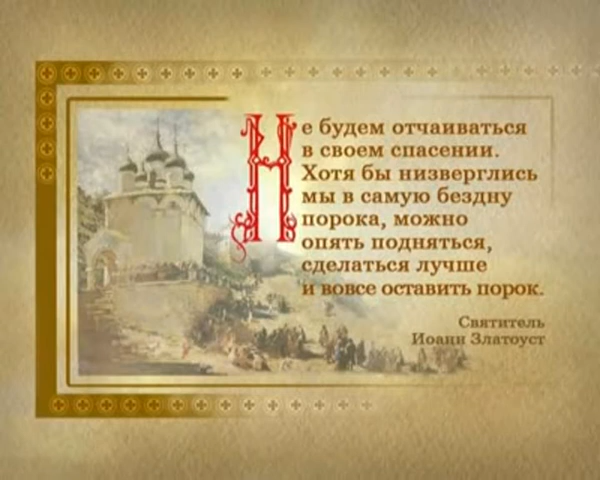 Не будем отчаиваться
в своем спасении.
Хотя бы низверглись
мы в самую бездну
порока, можно
опять подняться,
сделаться лучше
и вовсе оставить порок.
Святитель
Иоанн Златоуст